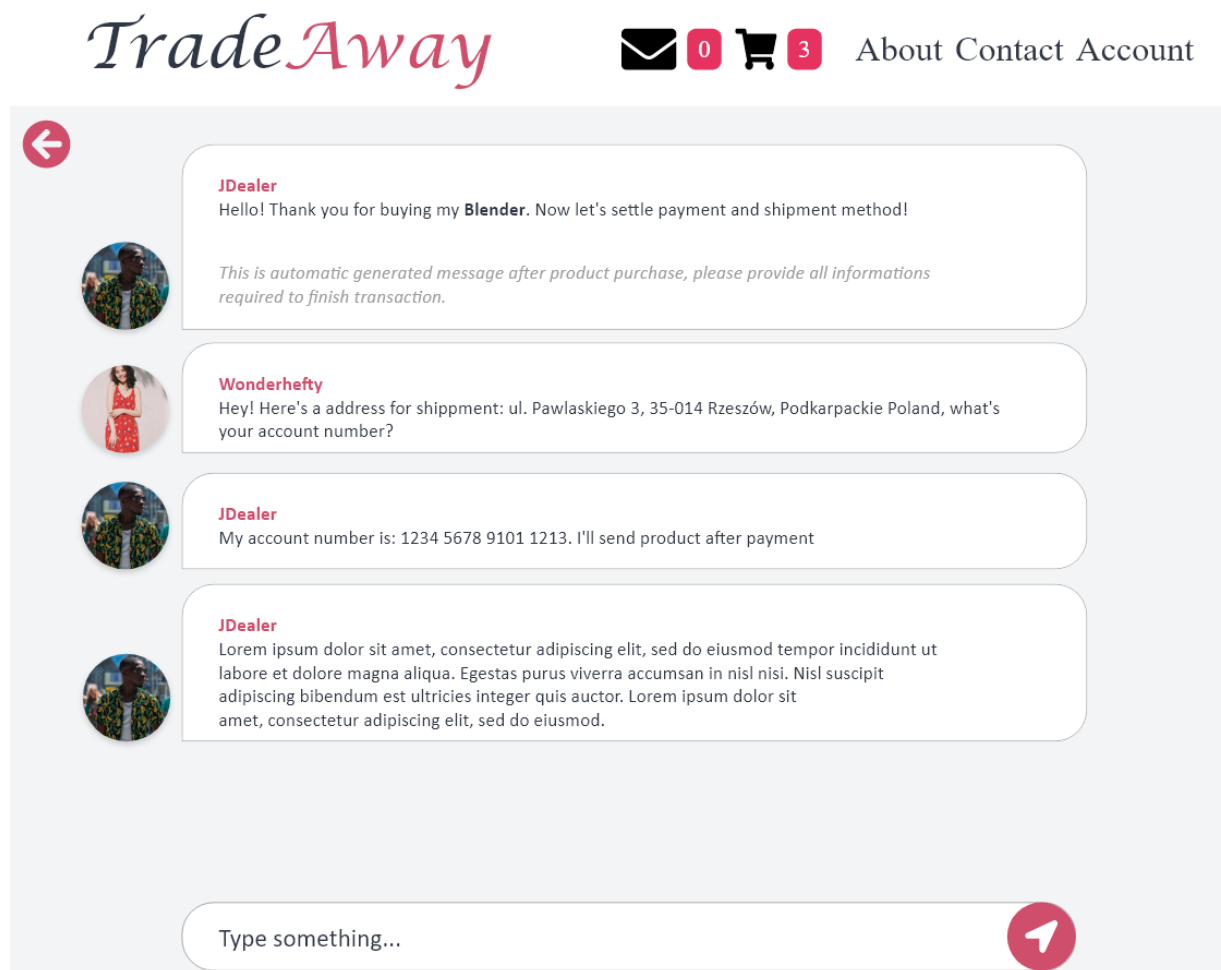 TradeAway
0 3 About Contact Account
JDealer
Hello! Thank you for buying my Blender. Now let's settle payment and shipment method!
This is automatic generated message after product purchase, please provide all informations
required to finish transaction.
Wonderhefty
Hey! Here's a address for shippment: ul. Pawlaskiego 3, 35-014 Rzeszów, Podkarpackie Poland, what's
your account number?
JDealer
My account number is: 1234 5678 9101 1213. I'll send product after payment
JDealer
Lorem ipsum dolor sit amet, consectetur adipiscing elit, sed do eiusmod tempor incididunt ut
labore et dolore magna aliqua. Egestas purus viverra accumsan in nisl nisi. Nisl suscipit
adipiscing bibendum est ultricies integer quis auctor. Lorem ipsum dolor sit
amet, consectetur adipiscing elit, sed do eiusmod.
Type something...